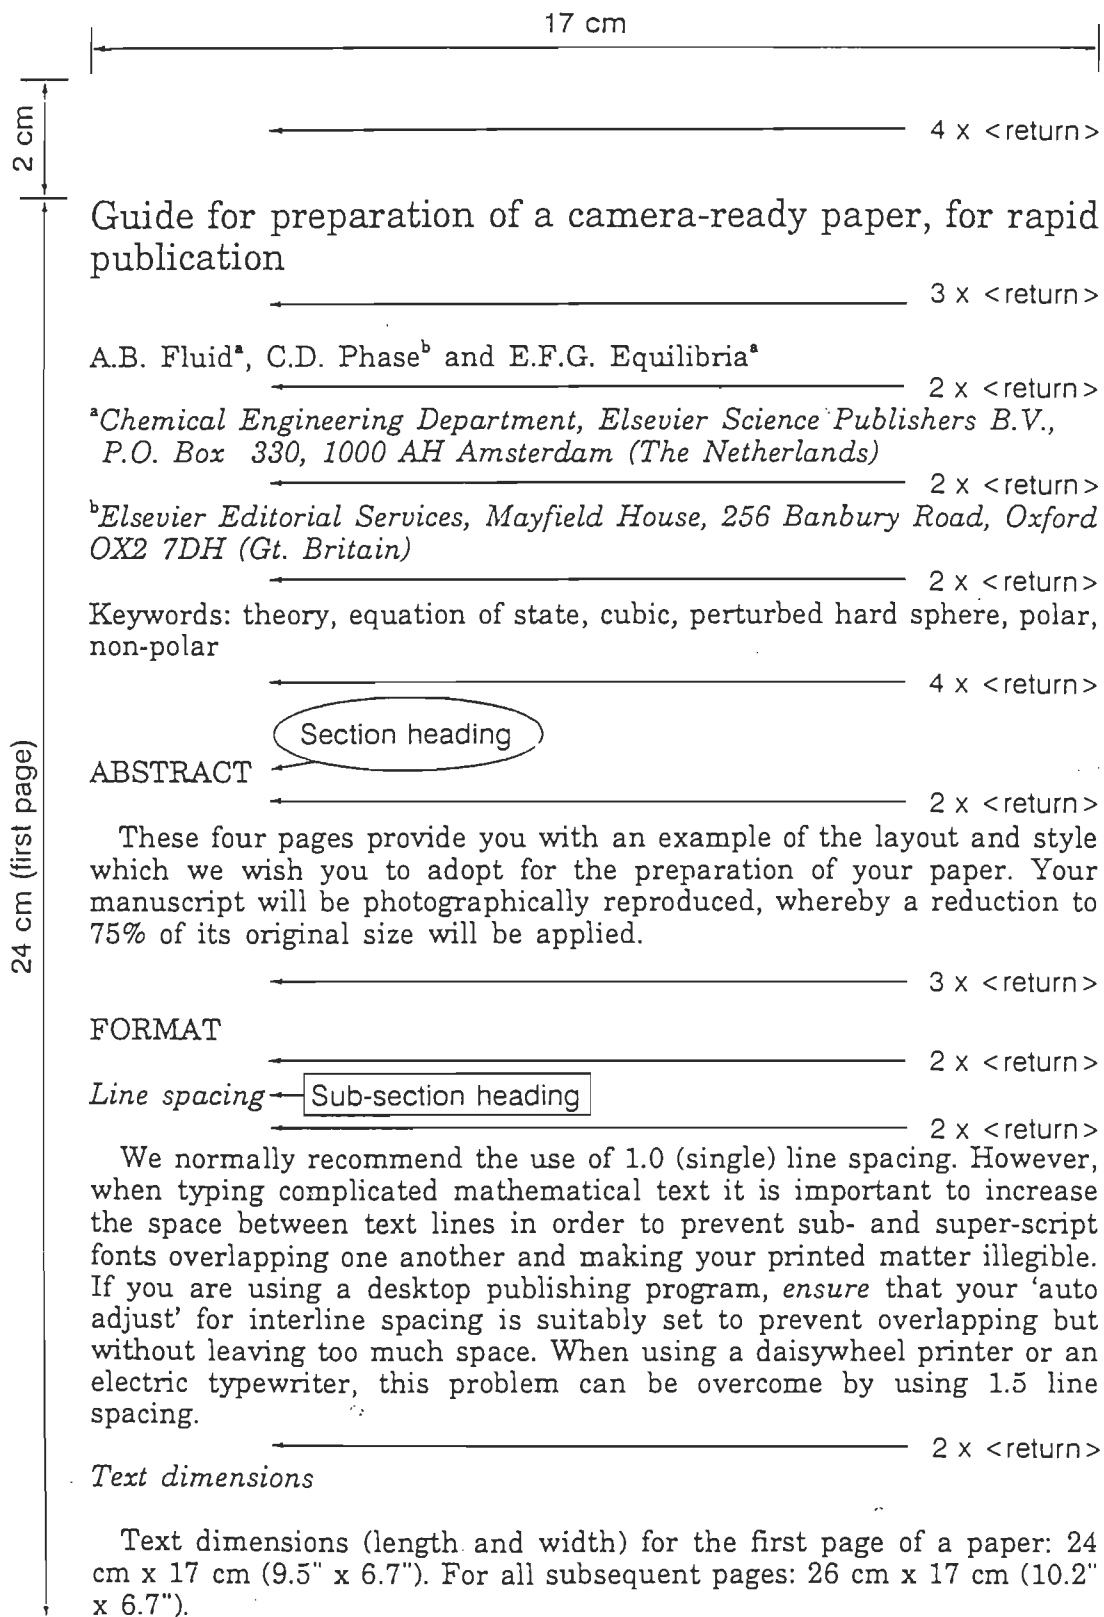 17 cm
2 cm
4 x <return>
Guide for preparation of a camera-ready paper, for rapid
publication
3 x <return>
A.B. Fluidᵃ, C.D. Phaseᵇ and E.F.G. Equilibriaᵃ
2 x <return>
ᵃChemical Engineering Department, Elsevier Science Publishers B.V.,
P.O. Box 330, 1000 AH Amsterdam (The Netherlands)
2 x <return>
ᵇElsevier Editorial Services, Mayfield House, 256 Banbury Road, Oxford
OX2 7DH (Gt. Britain)
2 x <return>
Keywords: theory, equation of state, cubic, perturbed hard sphere, polar,
non-polar
4 x <return>
Section heading
ABSTRACT
2 x <return>
24 cm (first page)
These four pages provide you with an example of the layout and style
which we wish you to adopt for the preparation of your paper. Your
manuscript will be photographically reproduced, whereby a reduction to
75% of its original size will be applied.
3 x <return>
FORMAT
2 x <return>
Line spacing
Sub-section heading
2 x <return>
We normally recommend the use of 1.0 (single) line spacing. However,
when typing complicated mathematical text it is important to increase
the space between text lines in order to prevent sub- and super-script
fonts overlapping one another and making your printed matter illegible.
If you are using a desktop publishing program, ensure that your 'auto
adjust' for interline spacing is suitably set to prevent overlapping but
without leaving too much space. When using a daisywheel printer or an
electric typewriter, this problem can be overcome by using 1.5 line
spacing.
2 x <return>
Text dimensions
Text dimensions (length and width) for the first page of a paper: 24
cm x 17 cm (9.5" x 6.7"). For all subsequent pages: 26 cm x 17 cm (10.2"
x 6.7").